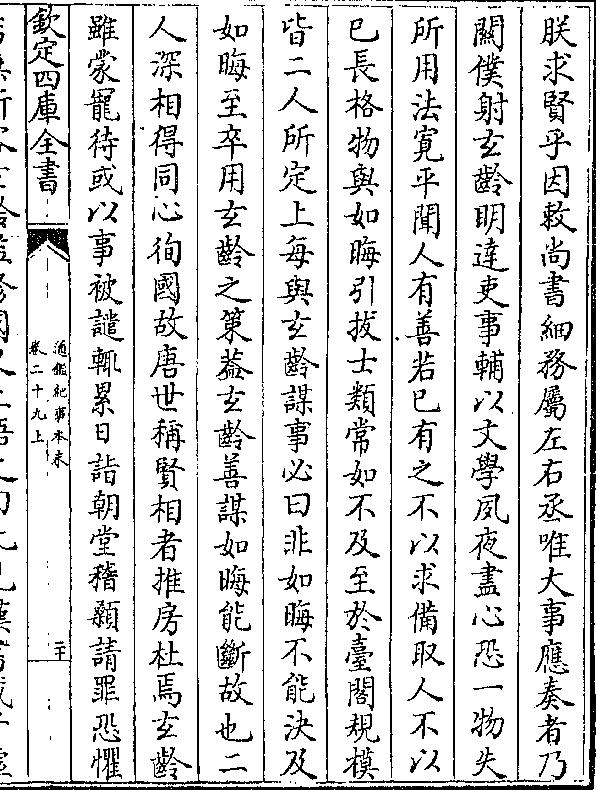 朕求賢乎因敕尚書細務屬左右丞唯大事應奏者乃
關僕射玄齡明達吏事輔以文學夙夜盡心恐一物失
所用法寛平聞人有善若已有之不以求備取人不以
已長格物與如晦引拔士類常如不及至於臺閣規模
皆二人所定上每與玄齡謀事必曰非如晦不能決及
如晦至卒用玄齡之策葢玄齡善謀如晦能斷故也二
人深相得同心徇國故唐世稱賢相者推房杜焉玄齡
雖蒙寵待或以事被譴輒累日詣朝堂稽顙請罪恐懼
欽定四庫全書
通鑑紀事本末
卷二十九上
二十